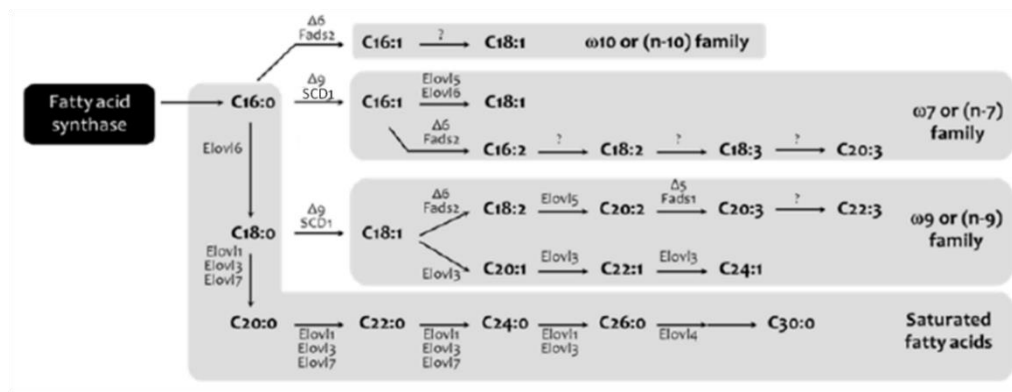 Δ6
Fads2
C16:1
?
C18:1
ω10 or (n-10) family
Fatty acid
synthase
C16:0
Δ9
SCD1
C16:1
Elovl5
Elovl6
C18:1
ω7 or (n-7)
family
Δ6
Fads2
C16:2
?
C18:2
?
C18:3
?
C20:3
Elovl6
C18:0
Δ9
SCD1
C18:1
Δ6
Fads2
C18:2
Elovl5
C20:2
Δ5
Fads1
C20:3
?
C22:3
ω9 or (n-9)
family
Elovl3
C20:1
Elovl3
C22:1
Elovl3
C24:1
Elovl1
Elovl3
Elovl7
C20:0
Elovl1
Elovl3
Elovl7
C22:0
Elovl1
Elovl3
Elovl7
C24:0
Elovl1
Elovl3
C26:0
Elovl4
C30:0
Saturated
fatty acids